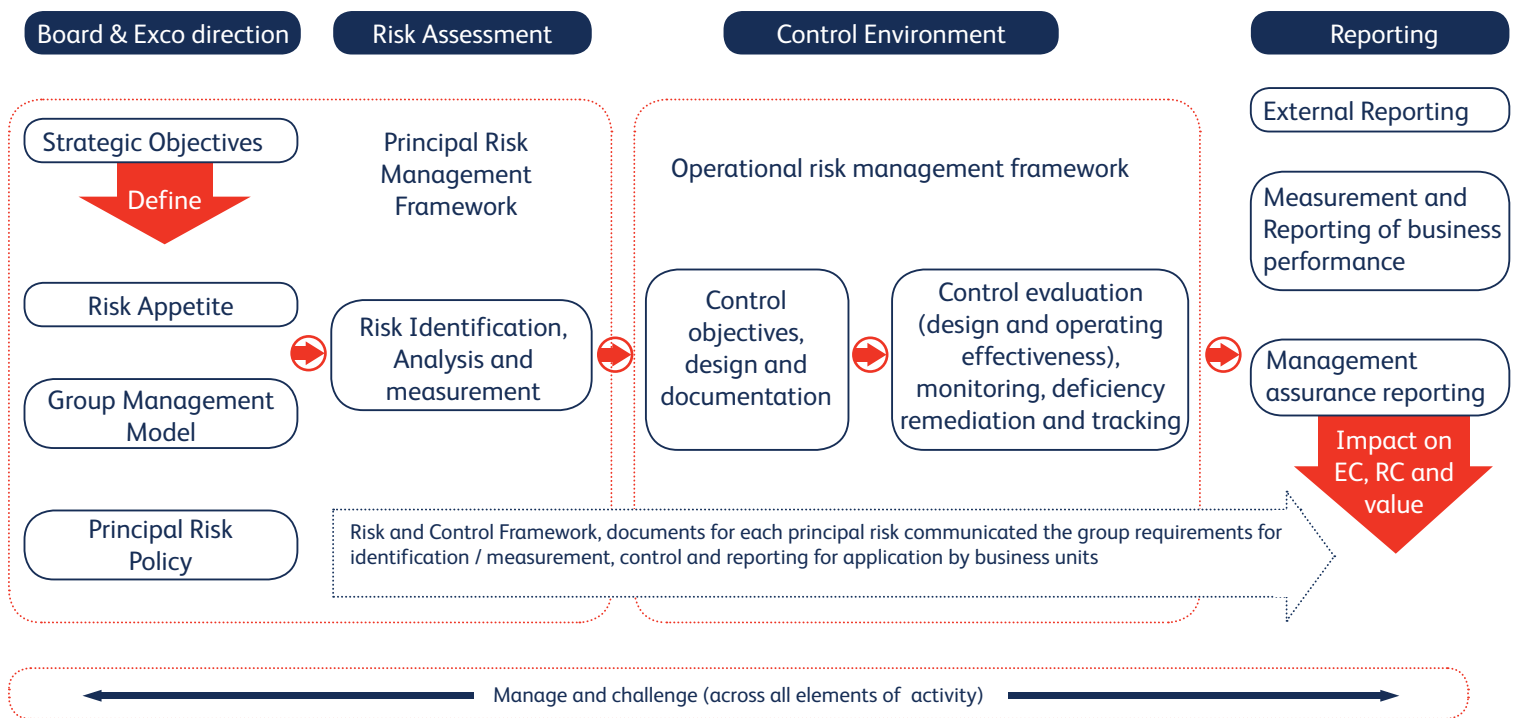 Board & Exco direction
Risk Assessment
Control Environment
Reporting
Strategic Objectives
Define
Risk Appetite
Group Management
Model
Principal Risk
Policy
Principal Risk
Management
Framework
Risk Identification,
Analysis and
measurement
Operational risk management framework
Control
objectives,
design and
documentation
Control evaluation
(design and operating
effectiveness),
monitoring, deficiency
remediation and tracking
External Reporting
Measurement and
Reporting of business
performance
Management
assurance reporting
Impact on
EC, RC and
value
Risk and Control Framework, documents for each principal risk communicated the group requirements for
identification / measurement, control and reporting for application by business units
Manage and challenge (across all elements of activity)